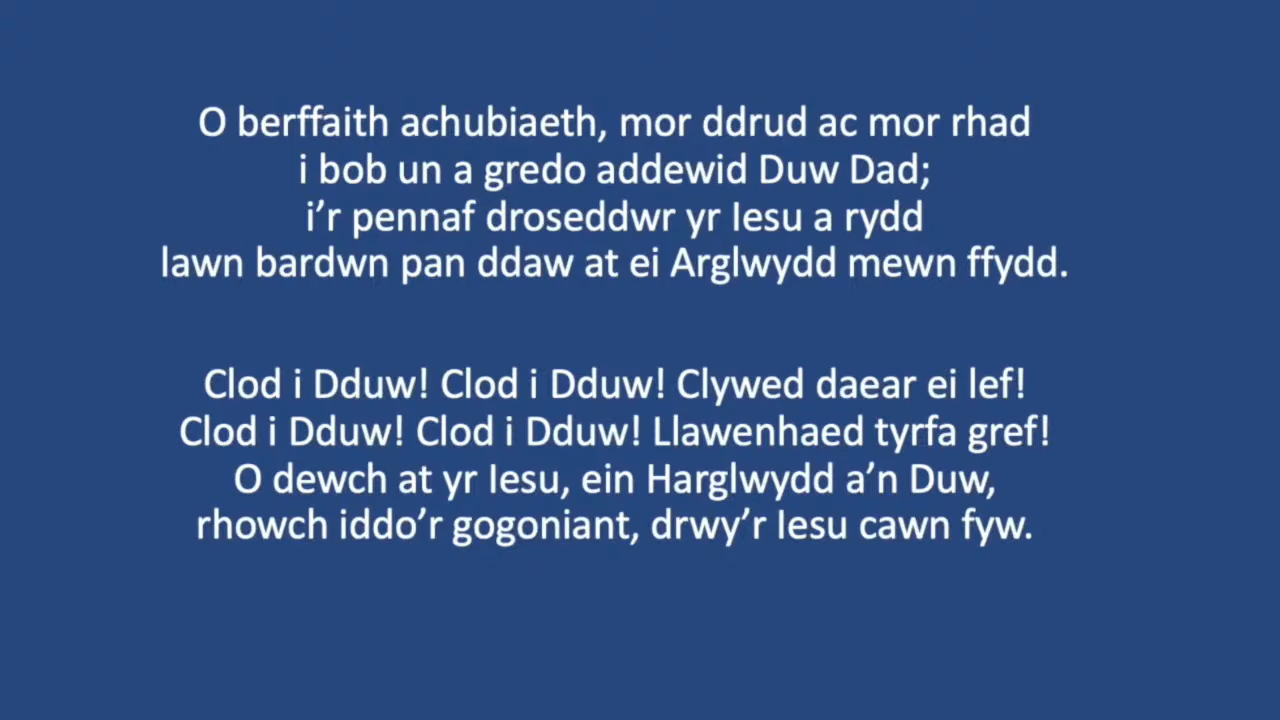 O berffaith achubiaeth, mor ddrud ac mor rhad
i bob un a gredo addewid Duw Dad;
i’r pennaf droseddwr yr Iesu a rydd
lawn bardwn pan ddaw at ei Arglwydd mewn ffydd.
Clod i Dduw! Clod i Dduw! Clywed daear ei lef!
Clod i Dduw! Clod i Dduw! Llawenhaed tyrfa gref!
O dewch at yr Iesu, ein Harglwydd a’n Duw,
rhowch iddo’r gogoniant, drwy’r Iesu cawn fyw.